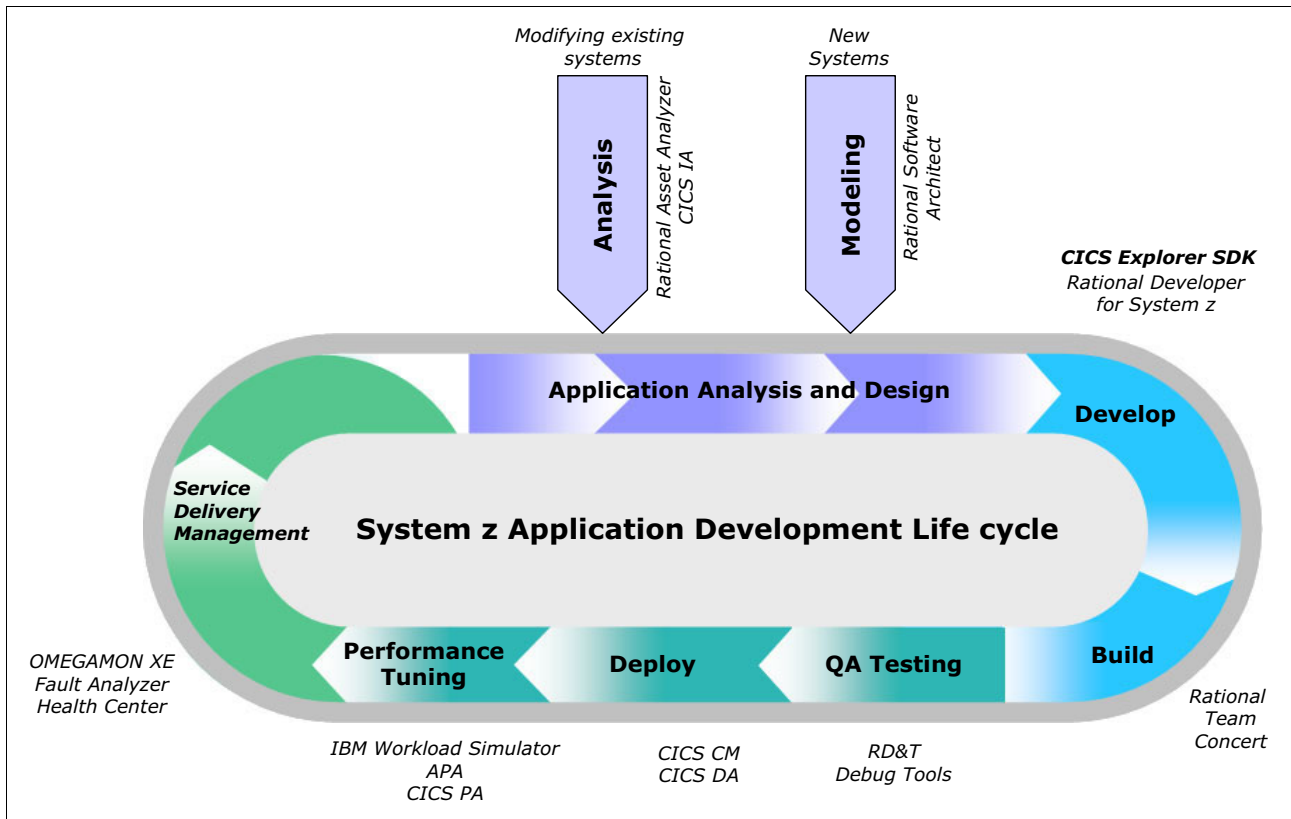 Modifying existing
systems
New
Systems
Analysis
Rational Asset Analyzer
CICS IA
Modeling
Rational Software
Architect
CICS Explorer SDK
Rational Developer
for System z
Application Analysis and Design
Develop
Service
Delivery
Management
System z Application Development Life cycle
Performance
Tuning
Deploy
QA Testing
Build
OMEGAMON XE
Fault Analyzer
Health Center
IBM Workload Simulator
APA
CICS PA
CICS CM
CICS DA
RD&T
Debug Tools
Rational
Team
Concert